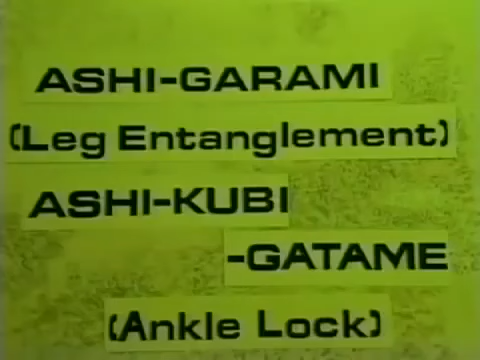 ASHI-GARAMI
(Leg Entanglement)
ASHI-KUBI
-GATAME
(Ankle Lock)